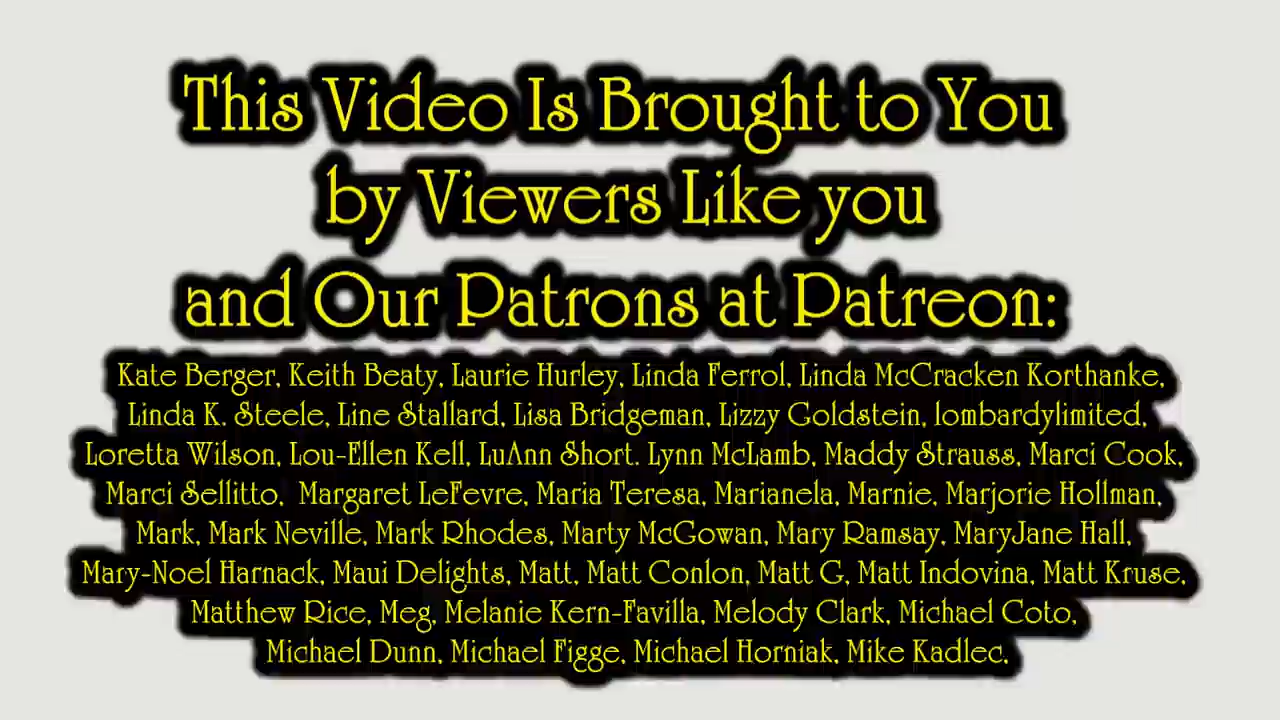 This Video Is Brought to You
by Viewers Like you
and Our Patrons at Patreon:
Kate Berger, Keith Beaty, Laurie Hurley, Linda Ferrol, Linda McCracken Korthanke,
Linda K. Steele, Line Stallard, Lisa Bridgeman, Lizzy Goldstein, lombardylimited,
Loretta Wilson, Lou-Ellen Kell, LuAnn Short. Lynn McLamb, Maddy Strauss, Marci Cook,
Marci Sellitto,  Margaret LeFevre, Maria Teresa, Marianela, Marnie, Marjorie Hollman,
Mark, Mark Neville, Mark Rhodes, Marty McGowan, Mary Ramsay, MaryJane Hall,
Mary-Noel Harnack, Maui Delights, Matt, Matt Conlon, Matt G, Matt Indovina, Matt Kruse,
Matthew Rice, Meg, Melanie Kern-Favilla, Melody Clark, Michael Coto,
Michael Dunn, Michael Figge, Michael Horniak, Mike Kadlec,